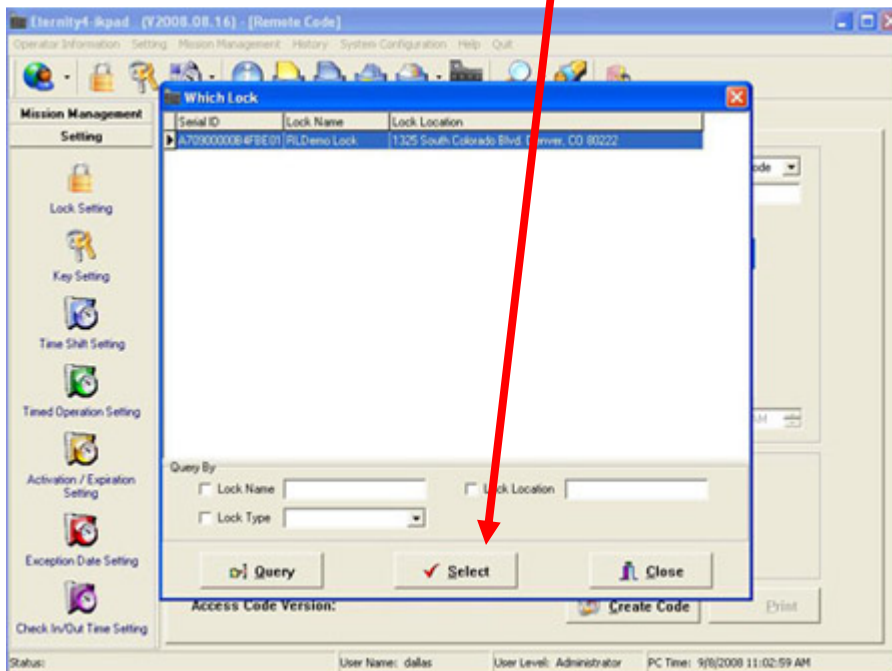 Eternity4-ikpad (V2008.08.16) - [Remote Code]
Operator Information Setting Mission Management History System Configuration Help Quit
Mission Management
Setting
Lock Setting
Key Setting
Time Shift Setting
Timed Operation Setting
Activation / Expiration
Setting
Exception Date Setting
Check In/Out Time Setting
Which Lock
Serial ID Lock Name Lock Location
A70900000B4FBE01 RLDemo Lock 1325 South Colorado Blvd. Denver, CO 80222
Query By
Lock Name Lock Location
Lock Type
Query Select Close
Access Code Version: Create Code Print
Status: User Name: dallas User Level: Administrator PC Time: 9/8/2008 11:02:59 AM